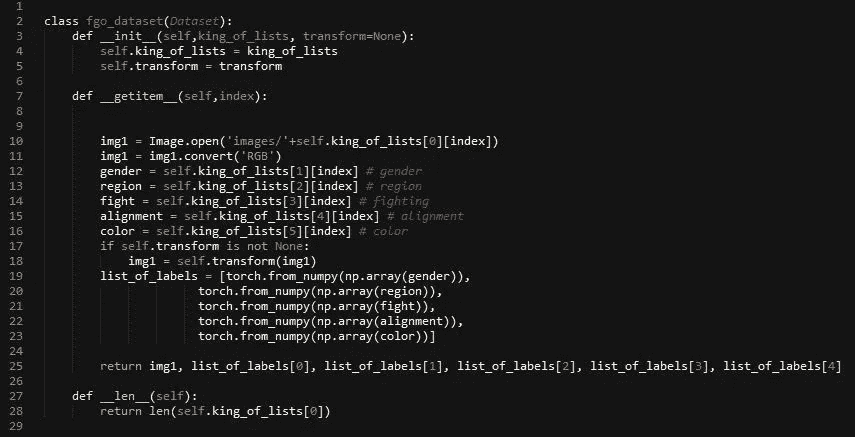 1
2 class fgo_dataset(Dataset):
3     def __init__(self,king_of_lists, transform=None):
4         self.king_of_lists = king_of_lists
5         self.transform = transform
6
7     def __getitem__(self,index):
8
9
10         img1 = Image.open('images/'+self.king_of_lists[0][index])
11         img1 = img1.convert('RGB')
12         gender = self.king_of_lists[1][index] # gender
13         region = self.king_of_lists[2][index] # region
14         fight = self.king_of_lists[3][index] # fighting
15         alignment = self.king_of_lists[4][index] # alignment
16         color = self.king_of_lists[5][index] # color
17         if self.transform is not None:
18             img1 = self.transform(img1)
19         list_of_labels = [torch.from_numpy(np.array(gender)),
20                       torch.from_numpy(np.array(region)),
21                       torch.from_numpy(np.array(fight)),
22                       torch.from_numpy(np.array(alignment)),
23                       torch.from_numpy(np.array(color))]
24
25         return img1, list_of_labels[0], list_of_labels[1], list_of_labels[2], list_of_labels[3], list_of_labels[4]
26
27     def __len__(self):
28         return len(self.king_of_lists[0])
29